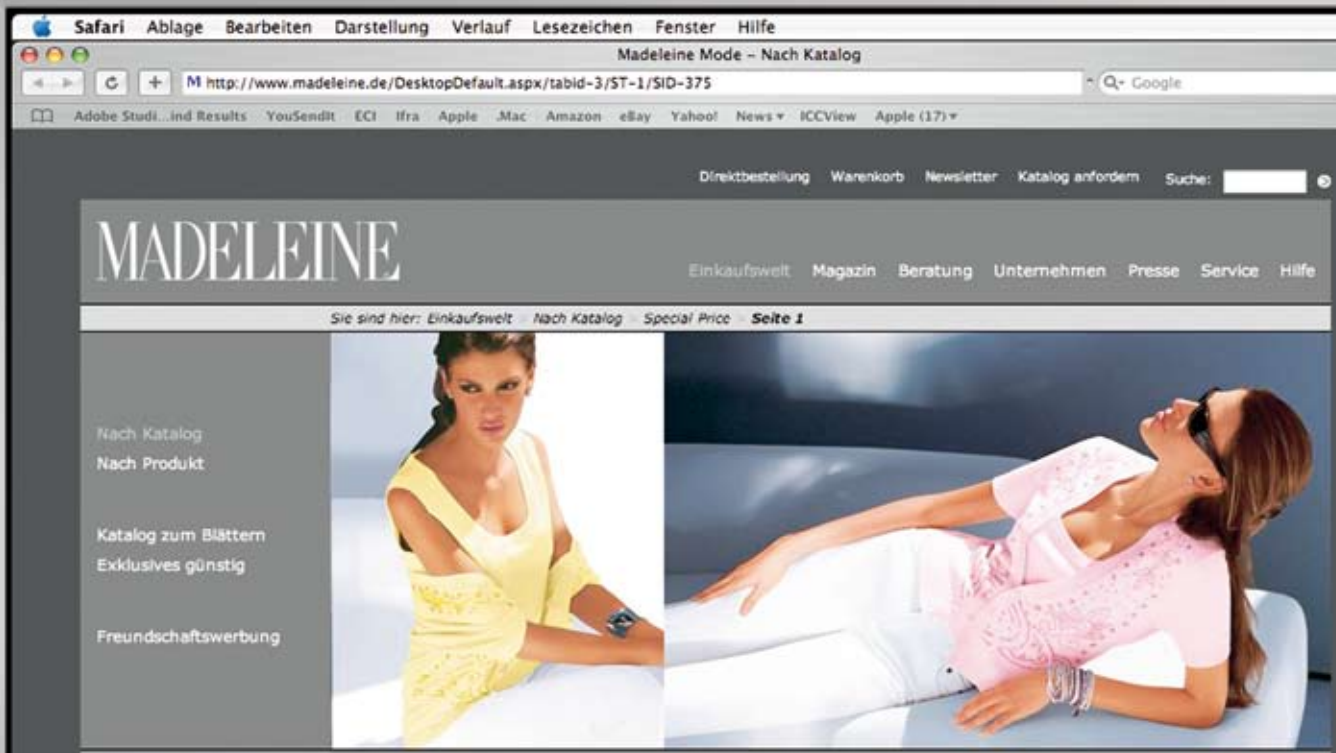 Safari Ablage Bearbeiten Darstellung Verlauf Lesezeichen Fenster Hilfe
Madeleine Mode – Nach Katalog
M http://www.madeleine.de/DesktopDefault.aspx/tabid-3/ST-1/SID-375 Google
Adobe Studi...ind Results YouSendIt ECI Ifra Apple .Mac Amazon eBay Yahoo! News ICCView Apple (17)
Direktbestellung Warenkorb Newsletter Katalog anfordern Suche:
MADELEINE
Einkaufswelt Magazin Beratung Unternehmen Presse Service Hilfe
Sie sind hier: Einkaufswelt Nach Katalog Special Price Seite 1
Nach Katalog
Nach Produkt
Katalog zum Blättern
Exklusives günstig
Freundschaftswerbung